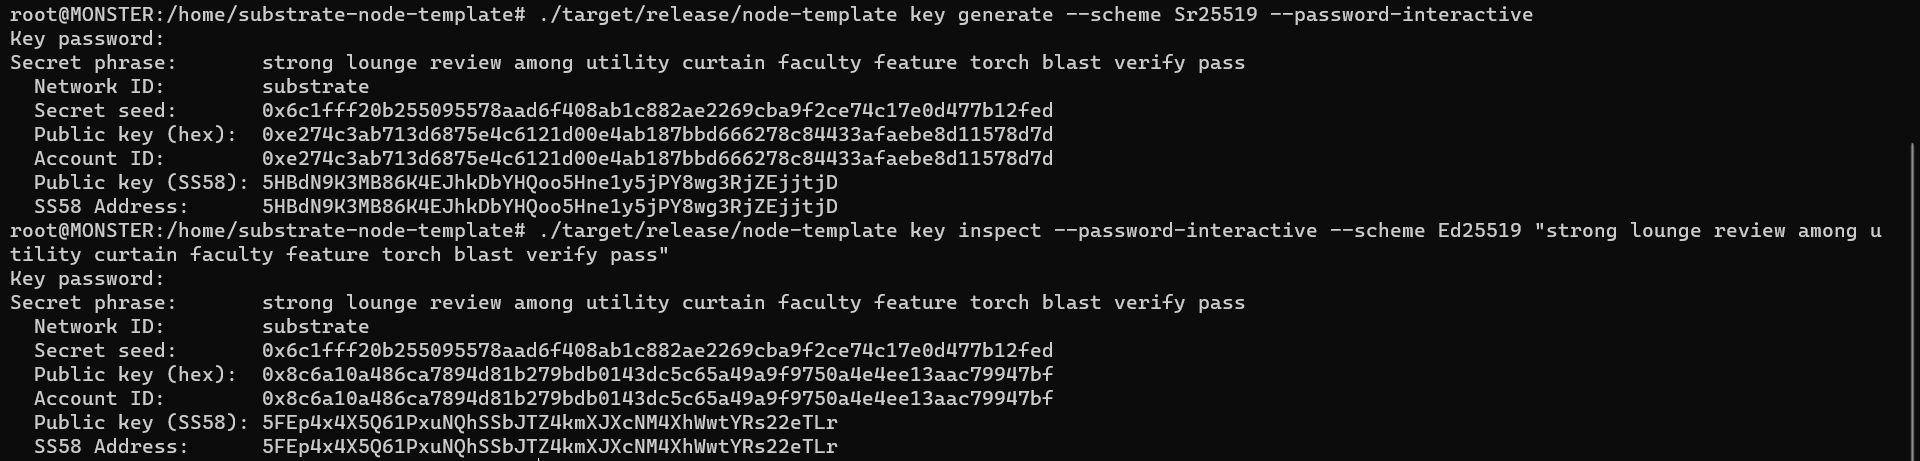 root@MONSTER:/home/substrate-node-template# ./target/release/node-template key generate --scheme Sr25519 --password-interactive
Key password:
Secret phrase:       strong lounge review among utility curtain faculty feature torch blast verify pass
  Network ID:        substrate
  Secret seed:       0x6c1fff20b255095578aad6f408ab1c882ae2269cba9f2ce74c17e0d477b12fed
  Public key (hex):  0xe274c3ab713d6875e4c6121d00e4ab187bbd666278c84433afaebe8d11578d7d
  Account ID:        0xe274c3ab713d6875e4c6121d00e4ab187bbd666278c84433afaebe8d11578d7d
  Public key (SS58): 5HBdN9K3MB86K4EJhkDbYHQoo5Hne1y5jPY8wg3RjZEjjtjD
  SS58 Address:      5HBdN9K3MB86K4EJhkDbYHQoo5Hne1y5jPY8wg3RjZEjjtjD
root@MONSTER:/home/substrate-node-template# ./target/release/node-template key inspect --password-interactive --scheme Ed25519 "strong lounge review among u
tility curtain faculty feature torch blast verify pass"
Key password:
Secret phrase:       strong lounge review among utility curtain faculty feature torch blast verify pass
  Network ID:        substrate
  Secret seed:       0x6c1fff20b255095578aad6f408ab1c882ae2269cba9f2ce74c17e0d477b12fed
  Public key (hex):  0x8c6a10a486ca7894d81b279bdb0143dc5c65a49a9f9750a4e4ee13aac79947bf
  Account ID:        0x8c6a10a486ca7894d81b279bdb0143dc5c65a49a9f9750a4e4ee13aac79947bf
  Public key (SS58): 5FEp4x4X5Q61PxuNQhSSbJTZ4kmXJXcNM4XhWwtYRs22eTLr
  SS58 Address:      5FEp4x4X5Q61PxuNQhSSbJTZ4kmXJXcNM4XhWwtYRs22eTLr